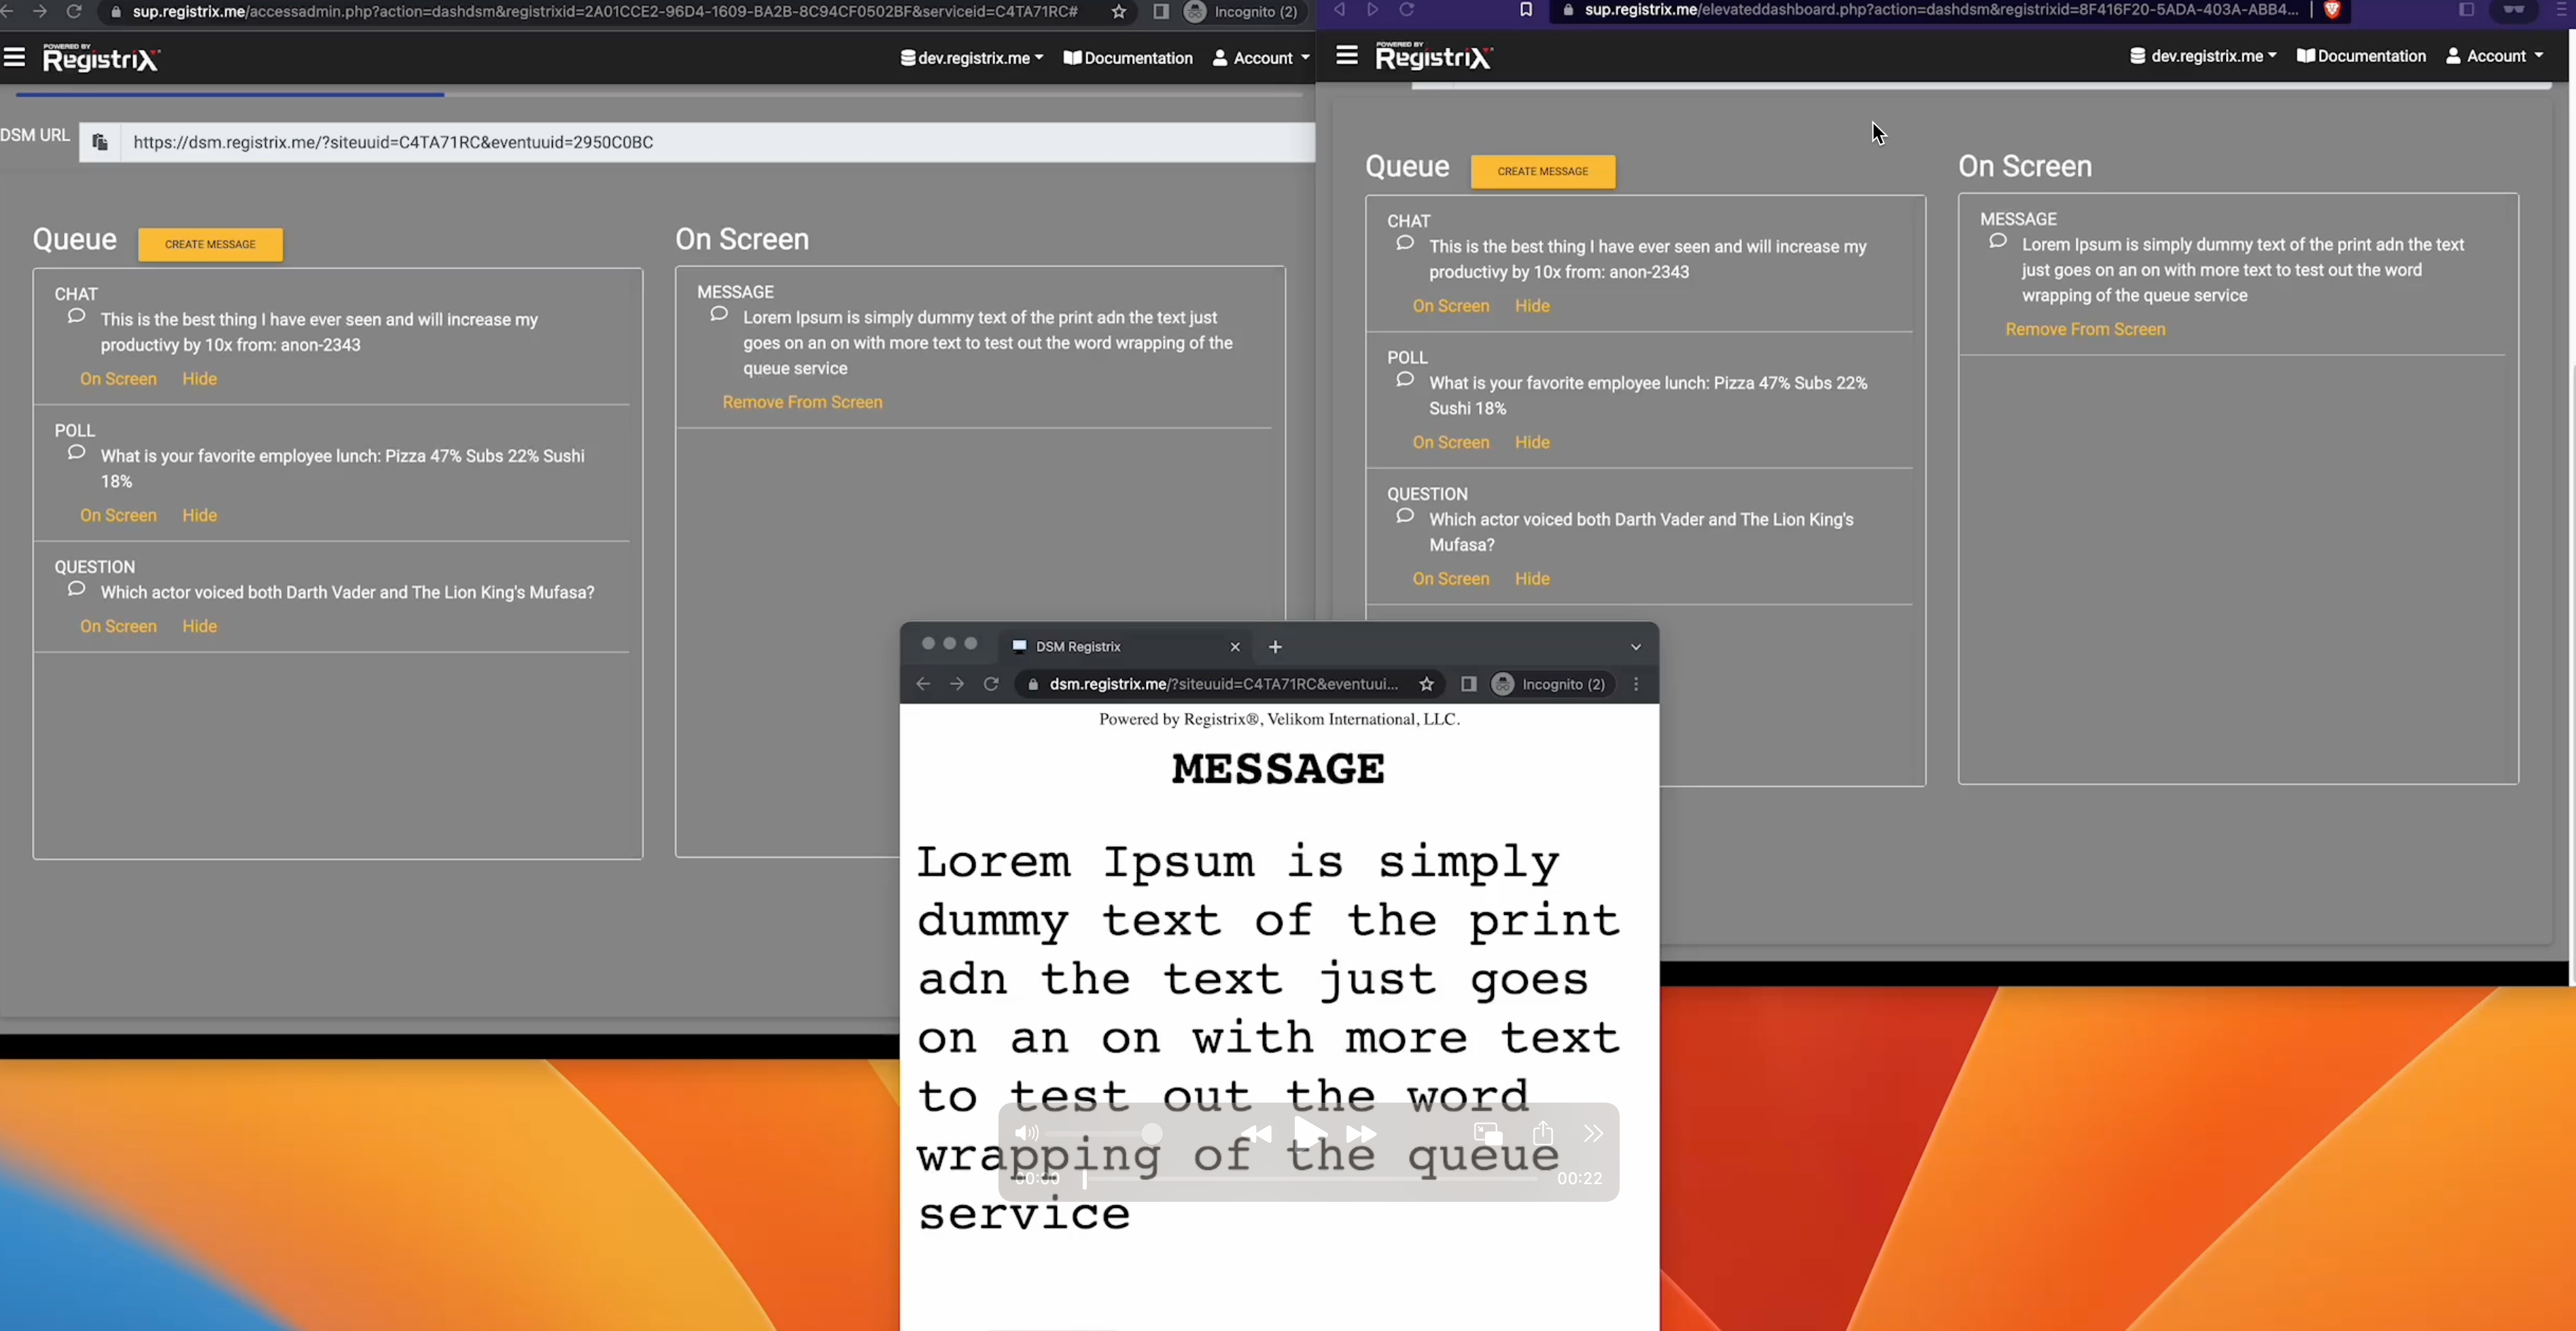 sup.registrix.me/accessadmin.php?action=dashdsm&registrixid=2A01CCE2-96D4-1609-BA2B-8C94CF0502BF&serviceid=C4TA71RC#
Incognito (2)
POWERED BY
RegistriX
dev.registrix.me
Documentation
Account
DSM URL
https://dsm.registrix.me/?siteuuid=C4TA71RC&eventuuid=2950C0BC
Queue
CREATE MESSAGE
CHAT
This is the best thing I have ever seen and will increase my
productivy by 10x from: anon-2343
On Screen Hide
POLL
What is your favorite employee lunch: Pizza 47% Subs 22% Sushi
18%
On Screen Hide
QUESTION
Which actor voiced both Darth Vader and The Lion King's Mufasa?
On Screen Hide
On Screen
MESSAGE
Lorem Ipsum is simply dummy text of the print adn the text just
goes on an on with more text to test out the word wrapping of the
queue service
Remove From Screen
sup.registrix.me/elevateddashboard.php?action=dashdsm&registrixid=8F416F20-5ADA-403A-ABB4...
POWERED BY
RegistriX
dev.registrix.me
Documentation
Account
Queue
CREATE MESSAGE
CHAT
This is the best thing I have ever seen and will increase my
productivy by 10x from: anon-2343
On Screen Hide
POLL
What is your favorite employee lunch: Pizza 47% Subs 22%
Sushi 18%
On Screen Hide
QUESTION
Which actor voiced both Darth Vader and The Lion King's
Mufasa?
On Screen Hide
On Screen
MESSAGE
Lorem Ipsum is simply dummy text of the print adn the text
just goes on an on with more text to test out the word
wrapping of the queue service
Remove From Screen
DSM Registrix
dsm.registrix.me/?siteuuid=C4TA71RC&eventuui...
Incognito (2)
Powered by Registrix®, Velikom International, LLC.
MESSAGE
Lorem Ipsum is simply
dummy text of the print
adn the text just goes
on an on with more text
to test out the word
wrapping of the queue
service
00:00
00:22